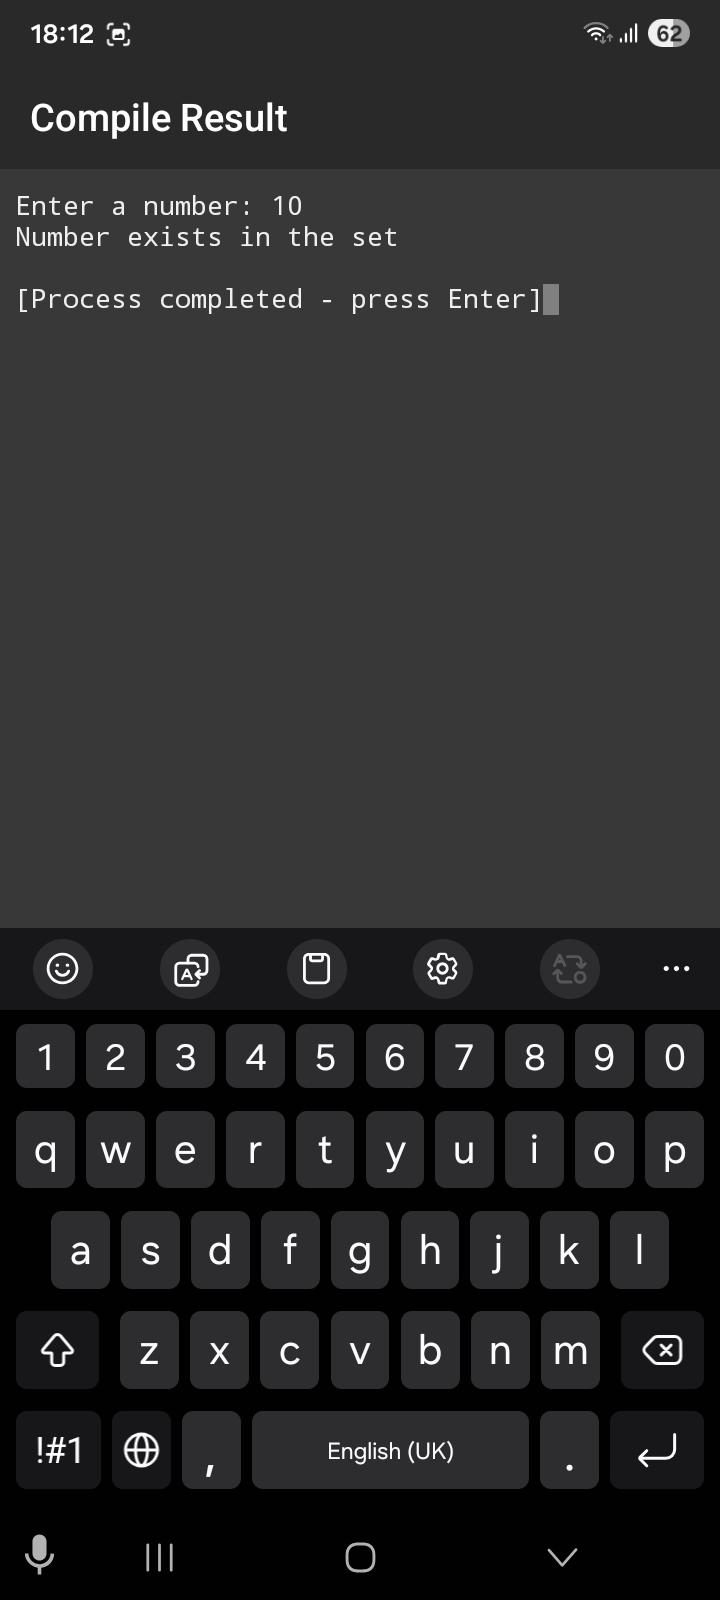 18:12 62
Compile Result
Enter a number: 10
Number exists in the set
[Process completed - press Enter]
1 2 3 4 5 6 7 8 9 0
q w e r t y u i o p
a s d f g h j k l
z x c v b n m
!#1 , English (UK) .